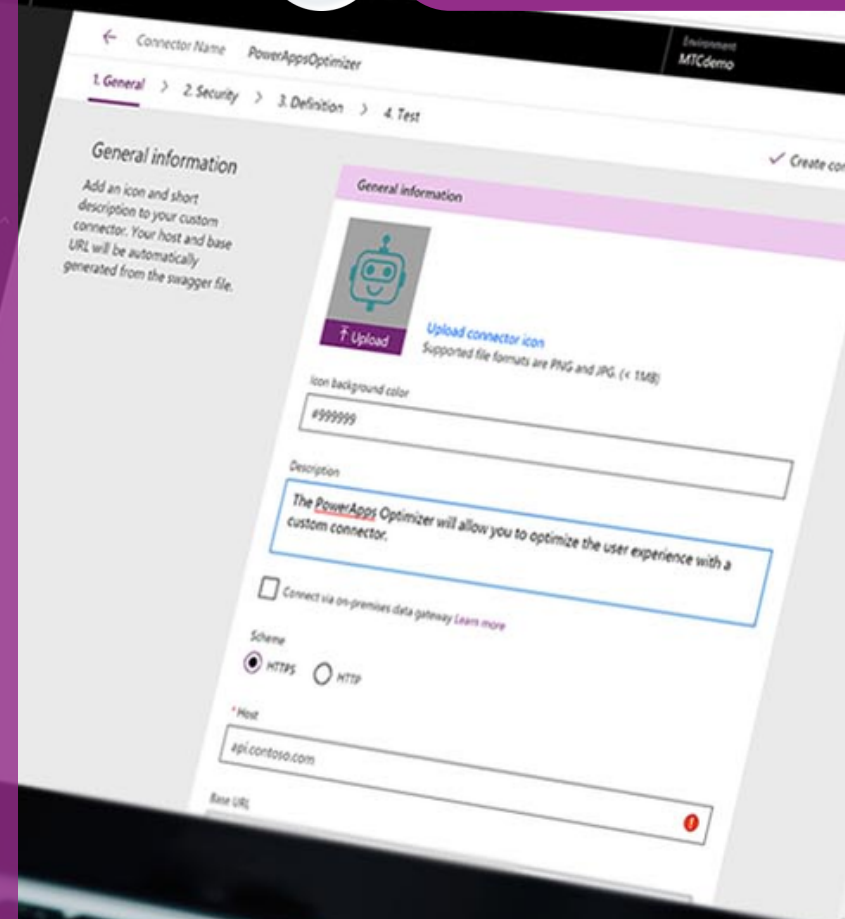 Environment
MTCdemo
Connector Name PowerAppsOptimizer
1. General > 2. Security > 3. Definition > 4. Test
Create
General information
Add an icon and short
description to your custom
connector. Your host and base
URL will be automatically
generated from the swagger file.
General information
Upload
Upload connector icon
Supported file formats are PNG and JPG. (< 1MB)
Icon background color
#999999
Description
The PowerApps Optimizer will allow you to optimize the user experience with a
custom connector.
Connect via on-premises data gateway Learn more
Scheme
HTTPS HTTP
* Host
api.contoso.com
Base URL